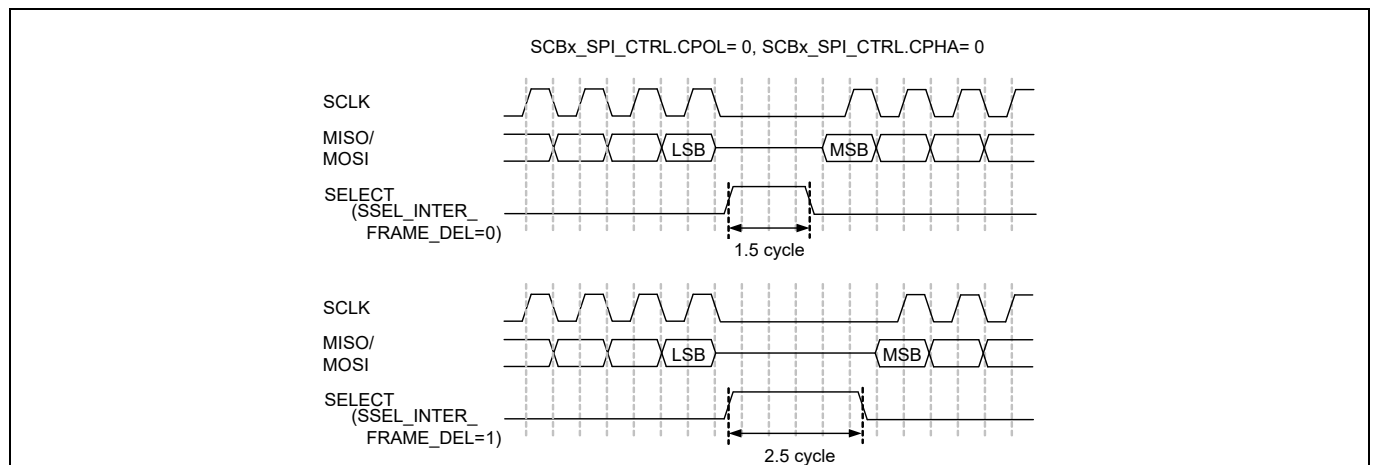 SCBx_SPI_CTRL.CPOL= 0, SCBx_SPI_CTRL.CPHA= 0
SCLK
MISO/
MOSI
LSB
MSB
SELECT
(SSEL_INTER_
FRAME_DEL=0)
1.5 cycle
SCLK
MISO/
MOSI
LSB
MSB
SELECT
(SSEL_INTER_
FRAME_DEL=1)
2.5 cycle